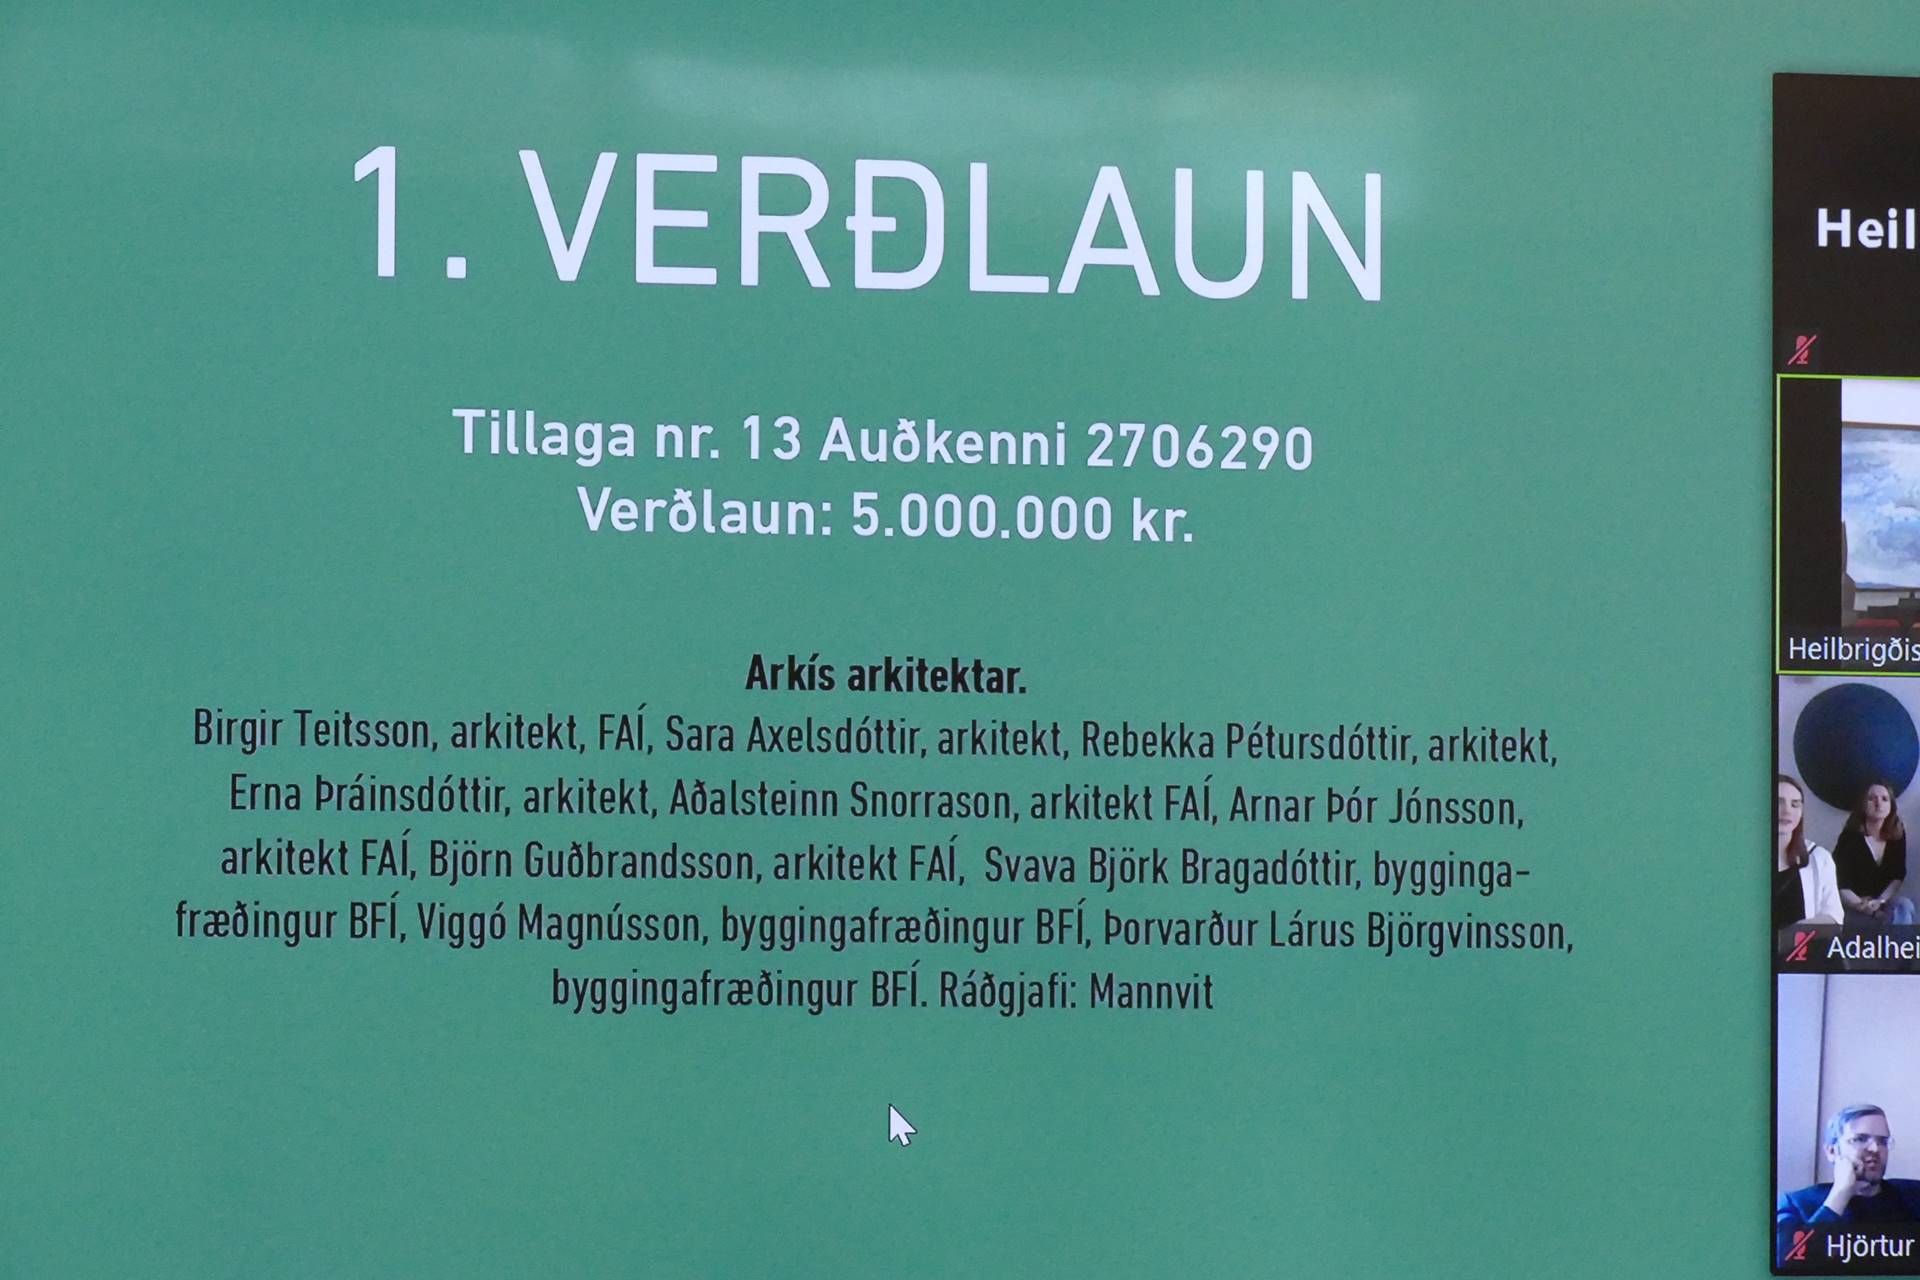 1. VERÐLAUN
Tillaga nr. 13 Auðkenni 2706290
Verðlaun: 5.000.000 kr.
Arkís arkitektar.
Birgir Teitsson, arkitekt, FAÍ, Sara Axelsdóttir, arkitekt, Rebekka Pétursdóttir, arkitekt,
Erna Þráinsdóttir, arkitekt, Aðalsteinn Snorrason, arkitekt FAÍ, Arnar Þór Jónsson,
arkitekt FAÍ, Björn Guðbrandsson, arkitekt FAÍ, Svava Björk Bragadóttir, bygginga-
fræðingur BFÍ, Viggó Magnússon, byggingafræðingur BFÍ, Þorvarður Lárus Björgvinsson,
byggingafræðingur BFÍ. Ráðgjafi: Mannvit
Heil
Heilbrigðis
Adalhei
Hjörtur